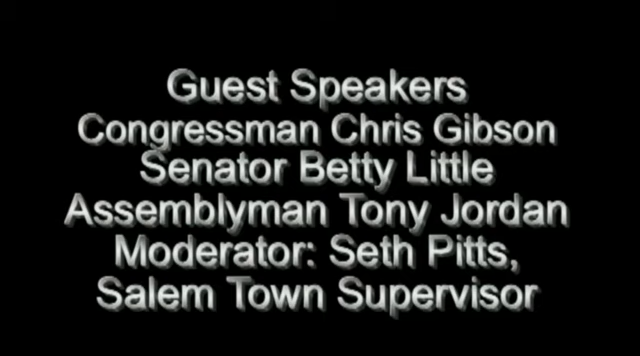 Guest Speakers
Congressman Chris Gibson
Senator Betty Little
Assemblyman Tony Jordan
Moderator: Seth Pitts,
Salem Town Supervisor